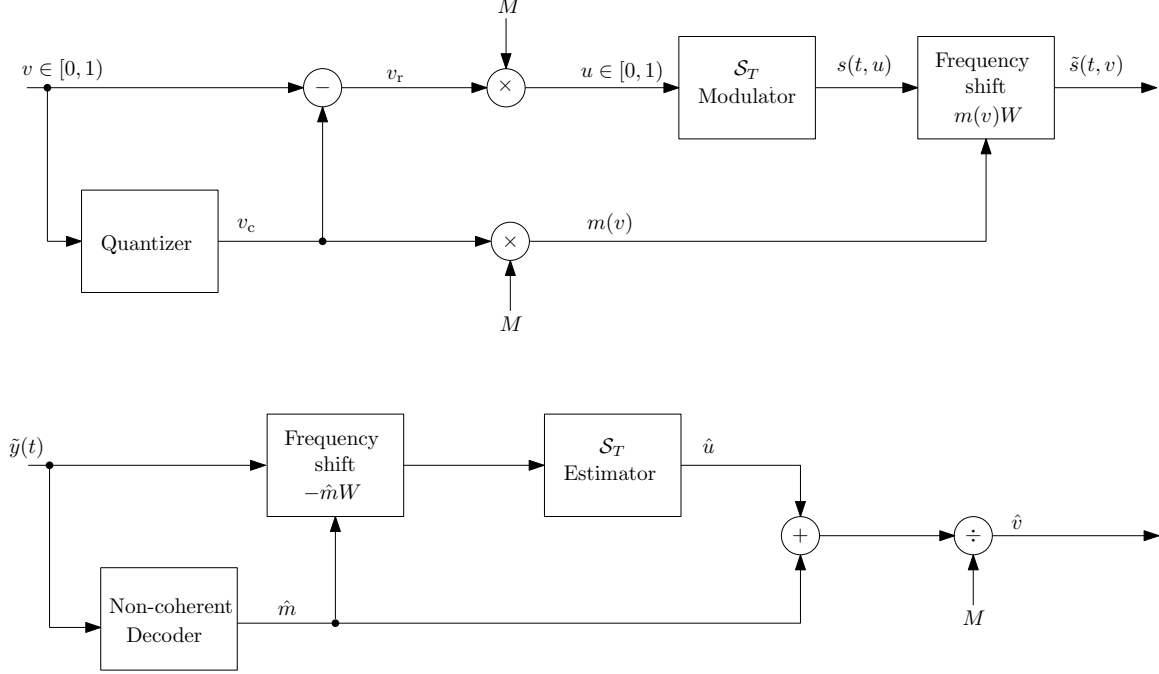 M
v ∈ [0, 1)
−
v_r
×
u ∈ [0, 1)
𝒮_T
Modulator
s(t, u)
Frequency
shift
m(v)W
s̃(t, v)
Quantizer
v_c
×
m(v)
M
ỹ(t)
Frequency
shift
−m̂W
𝒮_T
Estimator
û
+
÷
v̂
M
Non-coherent
Decoder
m̂